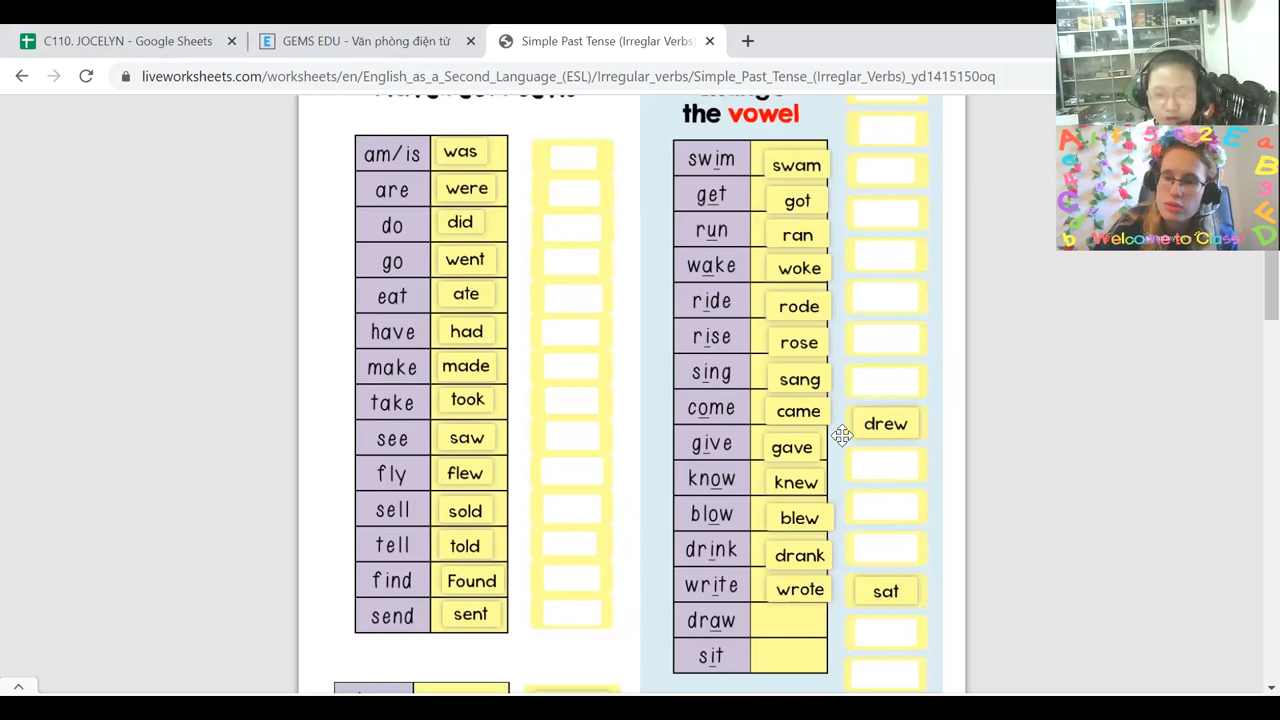 C110. JOCELYN - Google Sheets
GEMS EDU - Văn phòng điện tử
Simple Past Tense (Irreglar Verbs)
liveworksheets.com/worksheets/en/English_as_a_Second_Language_(ESL)/Irregular_verbs/Simple_Past_Tense_(Irreglar_Verbs)_yd1415150oq
the vowel
am/is was
are were
do did
go went
eat ate
have had
make made
take took
see saw
fly flew
sell sold
tell told
find Found
send sent
swim swam
get got
run ran
wake woke
ride rode
rise rose
sing sang
come came
give gave
know knew
blow blew
drink drank
write wrote
draw
sit
drew
sat
Welcome to Class!